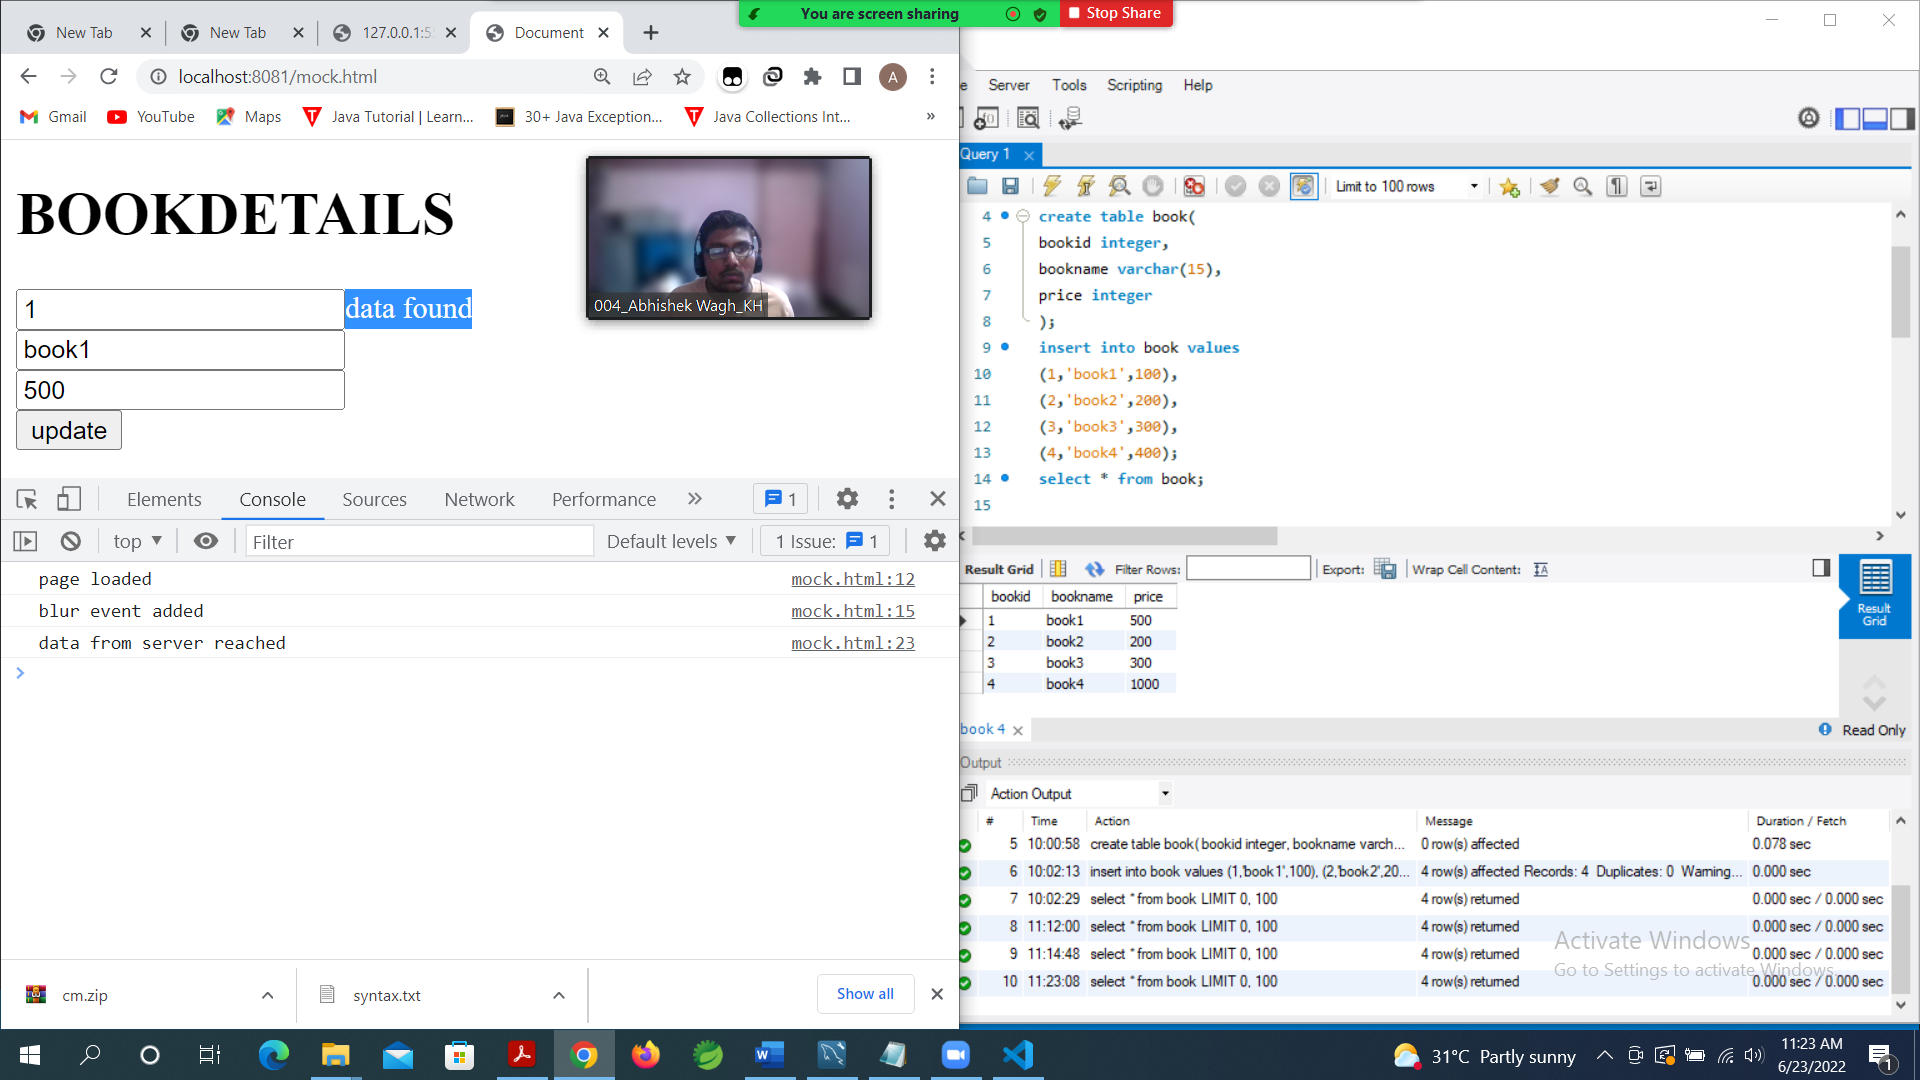 You are screen sharing
Stop Share
New Tab
New Tab
127.0.0.1:5
Document
localhost:8081/mock.html
A
Gmail
YouTube
Maps
Java Tutorial | Learn...
30+ Java Exception...
Java Collections Int...
»
BOOKDETAILS
1
data found
book1
500
update
004_Abhishek Wagh_KH
Elements
Console
Sources
Network
Performance
1
top
Filter
Default levels
1 Issue:
1
page loaded
mock.html:12
blur event added
mock.html:15
data from server reached
mock.html:23
cm.zip
syntax.txt
Show all
Server
Tools
Scripting
Help
Query 1
Limit to 100 rows
4 create table book(
5 bookid integer,
6 bookname varchar(15),
7 price integer
8 );
9 insert into book values
10 (1,'book1',100),
11 (2,'book2',200),
12 (3,'book3',300),
13 (4,'book4',400);
14 select * from book;
15
Result Grid
Filter Rows:
Export:
Wrap Cell Content:
bookid bookname price
1 book1 500
2 book2 200
3 book3 300
4 book4 1000
Result
Grid
book 4
Read Only
Output
Action Output
# Time Action Message Duration / Fetch
5 10:00:58 create table book( bookid integer, bookname varch... 0 row(s) affected 0.078 sec
6 10:02:13 insert into book values (1,'book1',100), (2,'book2',20... 4 row(s) affected Records: 4 Duplicates: 0 Warning... 0.000 sec
7 10:02:29 select * from book LIMIT 0, 100 4 row(s) returned 0.000 sec / 0.000 sec
8 11:12:00 select * from book LIMIT 0, 100 4 row(s) returned 0.000 sec / 0.000 sec
9 11:14:48 select * from book LIMIT 0, 100 4 row(s) returned 0.000 sec / 0.000 sec
10 11:23:08 select * from book LIMIT 0, 100 4 row(s) returned 0.000 sec / 0.000 sec
Activate Windows
Go to Settings to activate Windows.
31°C Partly sunny
11:23 AM
6/23/2022
1